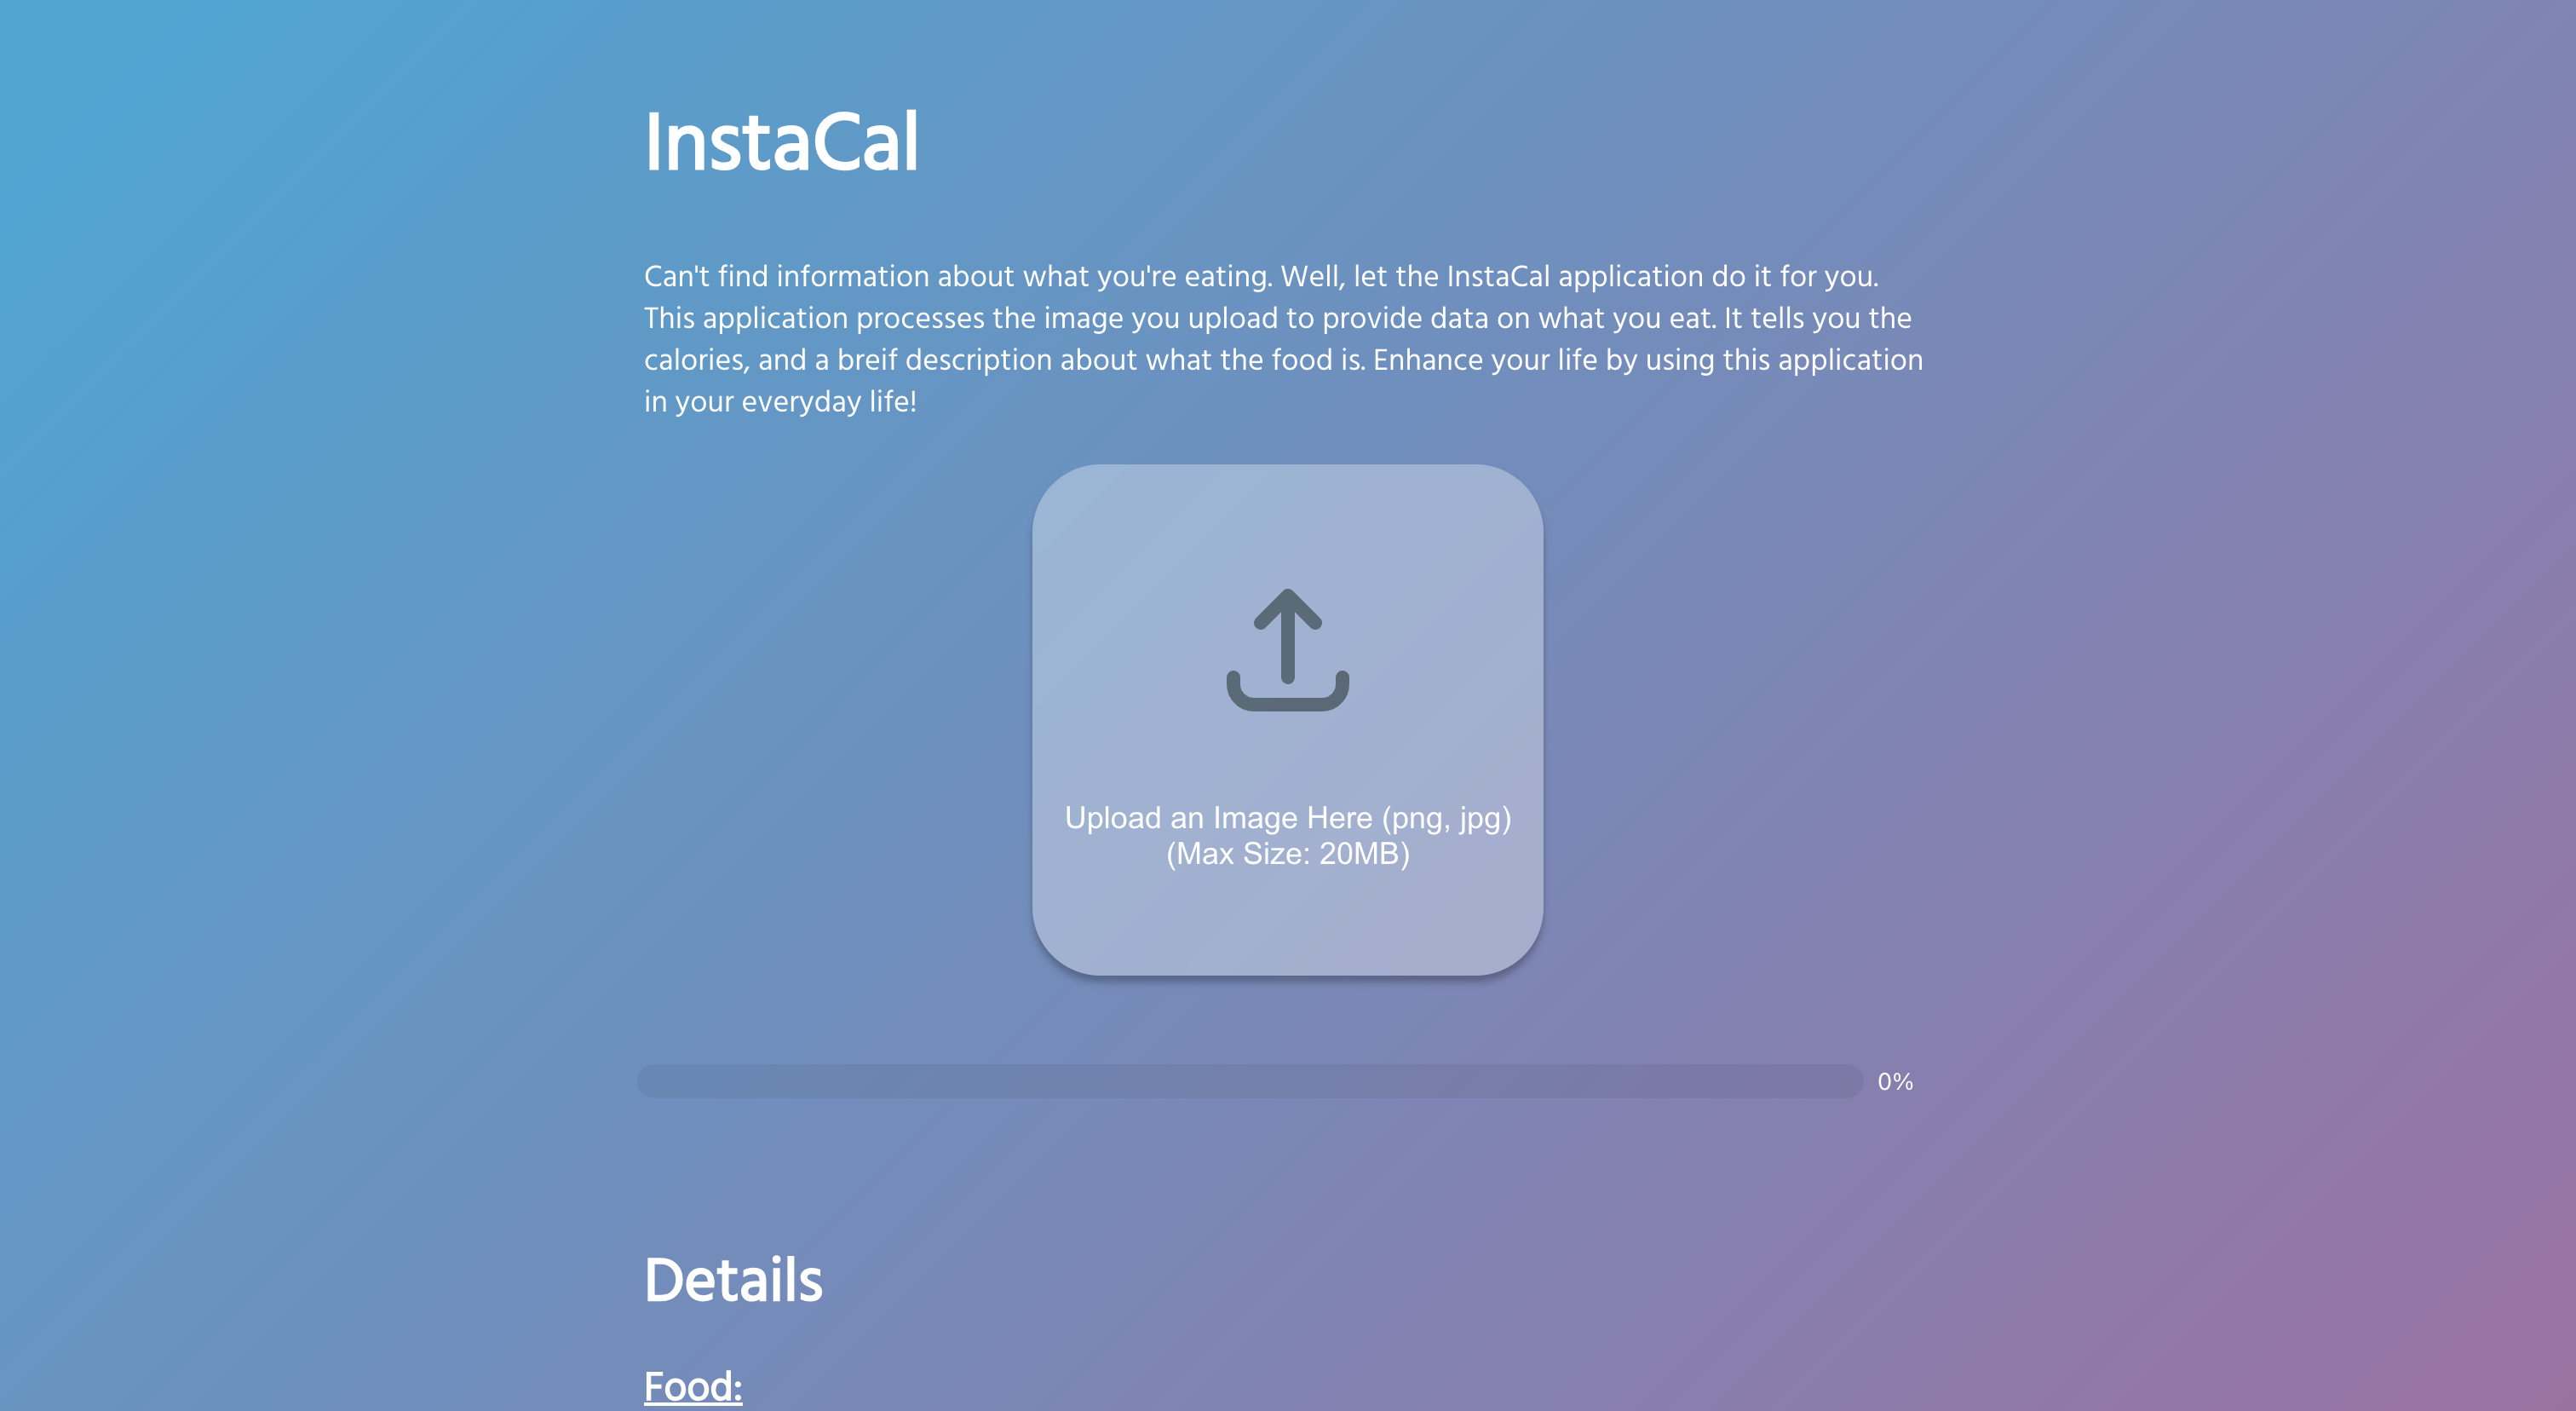 InstaCal
Can't find information about what you're eating. Well, let the InstaCal application do it for you.
This application processes the image you upload to provide data on what you eat. It tells you the
calories, and a breif description about what the food is. Enhance your life by using this application
in your everyday life!
Upload an Image Here (png, jpg)
(Max Size: 20MB)
0%
Details
Food: